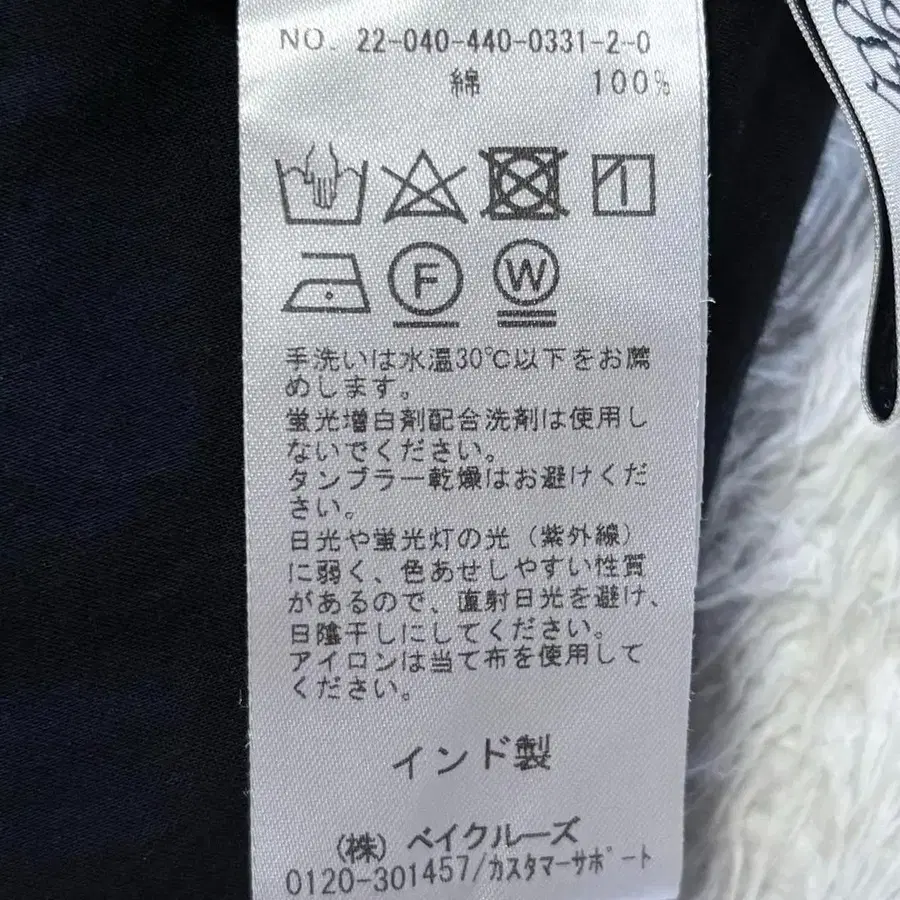 NO. 22-040-440-0331-2-0
綿 100%
F W
手洗いは水温30℃以下をお薦
めします。
蛍光増白剤配合洗剤は使用し
ないでください。
タンブラー乾燥はお避けくだ
さい。
日光や蛍光灯の光（紫外線）
に弱く、色あせしやすい性質
があるので、直射日光を避け、
日陰干しにしてください。
アイロンは当て布を使用して
ください。
インド製
（株）ベイクルーズ
0120-301457/カスタマーサポート